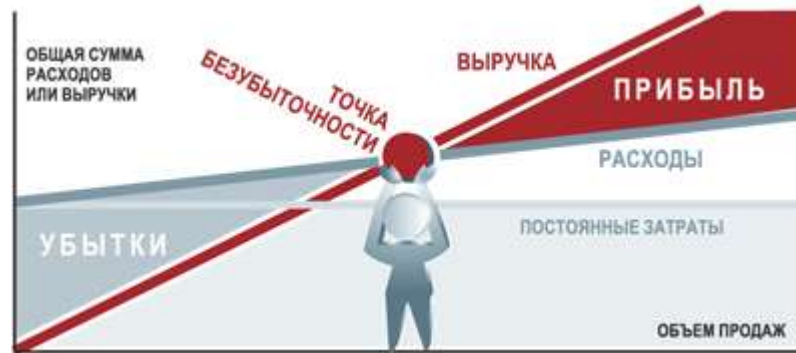 ОБЩАЯ СУММА
РАСХОДОВ
ИЛИ ВЫРУЧКИ
ТОЧКА
БЕЗУБЫТОЧНОСТИ
ВЫРУЧКА
ПРИБЫЛЬ
РАСХОДЫ
ПОСТОЯННЫЕ ЗАТРАТЫ
УБЫТКИ
ОБЪЕМ ПРОДАЖ